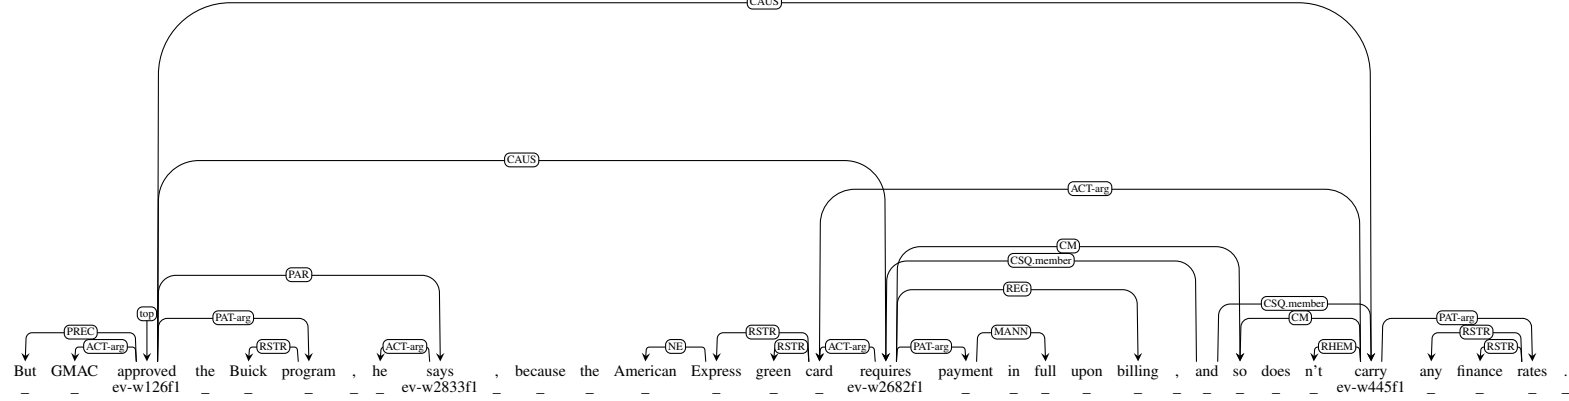 CAUS
CAUS
ACT-arg
CM
CSQ.member
PAR
REG
CSQ.member
top PAT-arg CM PAT-arg
PREC RSTR MANN RSTR
ACT-arg RSTR ACT-arg NE RSTR ACT-arg PAT-arg RHEM RSTR
But GMAC approved the Buick program , he says , because the American Express green card requires payment in full upon billing , and so does n't carry any finance rates .
ev-w126f1 ev-w2833f1 ev-w2682f1 ev-w445f1
_ _ _ _ _ _ _ _ _ _ _ _ _ _ _ _ _ _ _ _ _ _ _ _ _ _ _ _